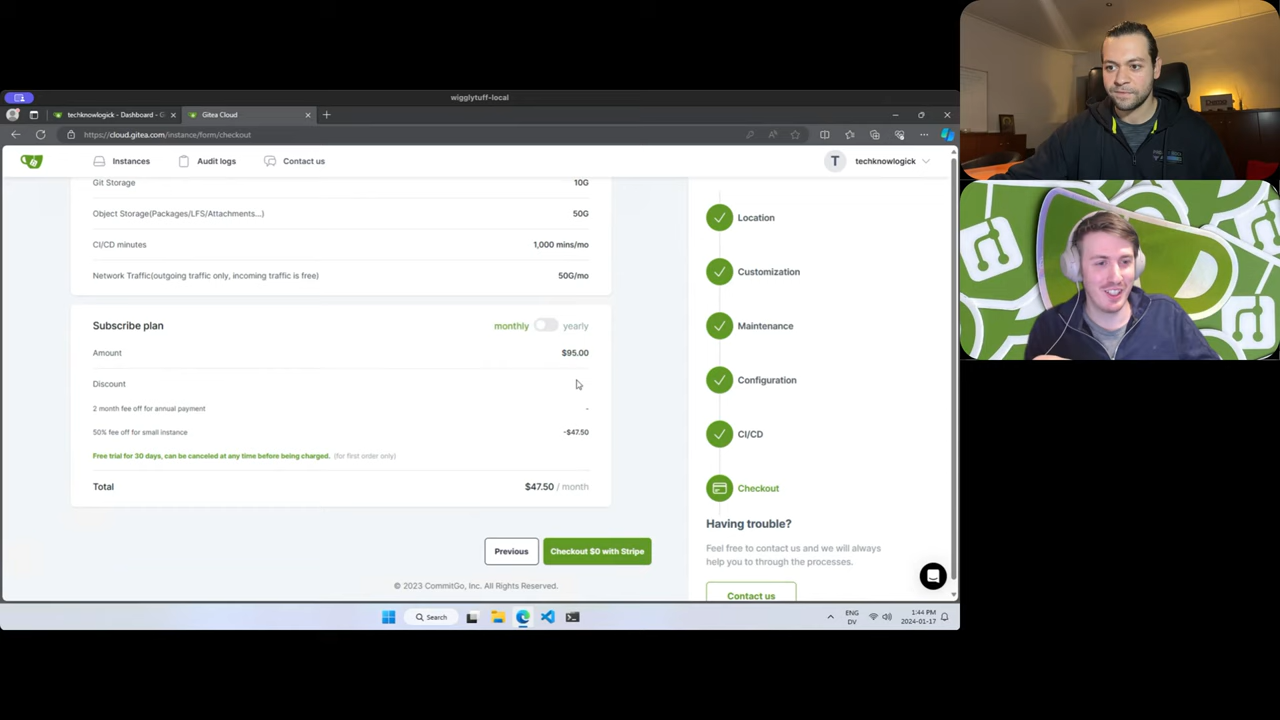 wigglytuff-local
techknowlogick - Dashboard - G
Gitea Cloud
https://cloud.gitea.com/instance/form/checkout
Instances
Audit logs
Contact us
T
techknowlogick
Git Storage
10G
Object Storage(Packages/LFS/Attachments...)
50G
CI/CD minutes
1,000 mins/mo
Network Traffic(outgoing traffic only, incoming traffic is free)
50G/mo
Subscribe plan
monthly
yearly
Amount
$95.00
Discount
2 month fee off for annual payment
-
50% fee off for small instance
-$47.50
Free trial for 30 days, can be canceled at any time before being charged. (for first order only)
Total
$47.50 / month
Previous
Checkout $0 with Stripe
© 2023 CommitGo, Inc. All Rights Reserved.
Location
Customization
Maintenance
Configuration
CI/CD
Checkout
Having trouble?
Feel free to contact us and we will always
help you to through the processes.
Contact us
Search
ENG
DV
1:44 PM
2024-01-17